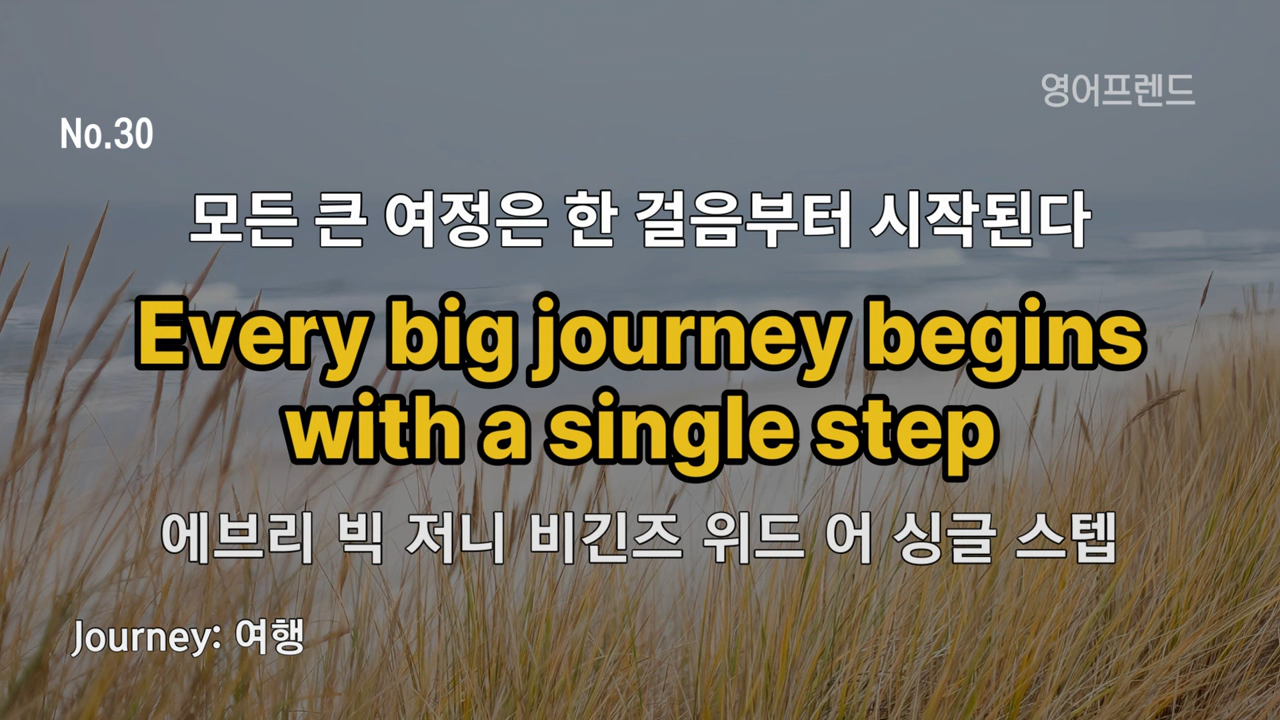 영어프렌드
No.30
모든 큰 여정은 한 걸음부터 시작된다
Every big journey begins
with a single step
에브리 빅 저니 비긴즈 위드 어 싱글 스텝
Journey: 여행